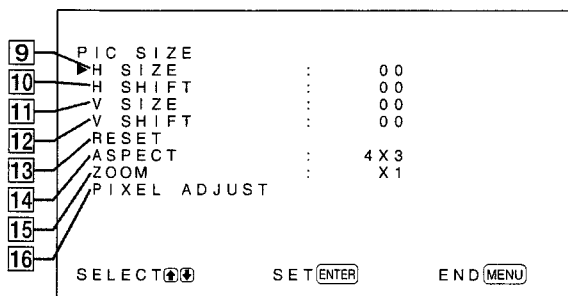 PIC SIZE
9 ▶H SIZE : 00
10 H SHIFT : 00
11 V SIZE : 00
12 V SHIFT : 00
13 RESET
14 ASPECT : 4X3
15 ZOOM : X1
16 PIXEL ADJUST
SELECT SET ENTER END MENU